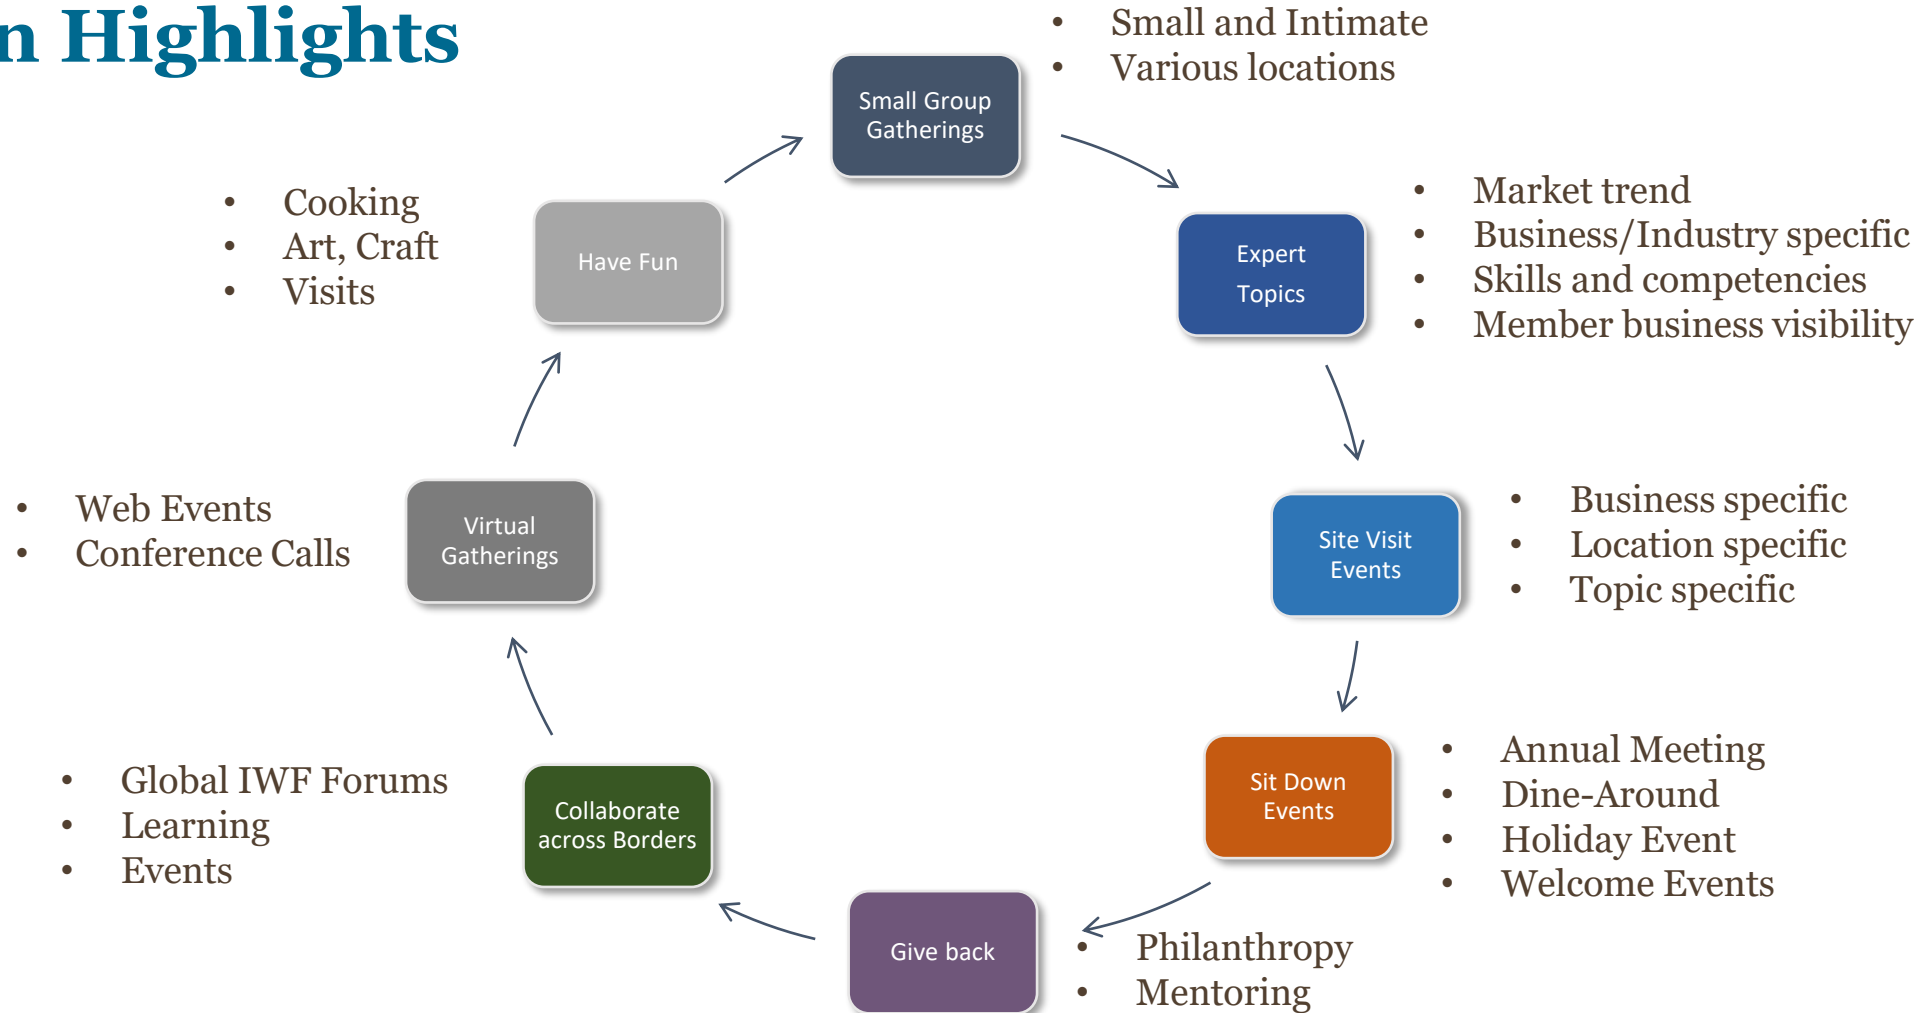 n Highlights
• Small and Intimate
• Various locations
Small Group
Gatherings
• Market trend
• Business/Industry specific
• Skills and competencies
• Member business visibility
Expert
Topics
• Business specific
• Location specific
• Topic specific
Site Visit
Events
• Annual Meeting
• Dine-Around
• Holiday Event
• Welcome Events
Sit Down
Events
• Philanthropy
• Mentoring
Give back
Collaborate
across Borders
• Global IWF Forums
• Learning
• Events
Virtual
Gatherings
• Web Events
• Conference Calls
Have Fun
• Cooking
• Art, Craft
• Visits